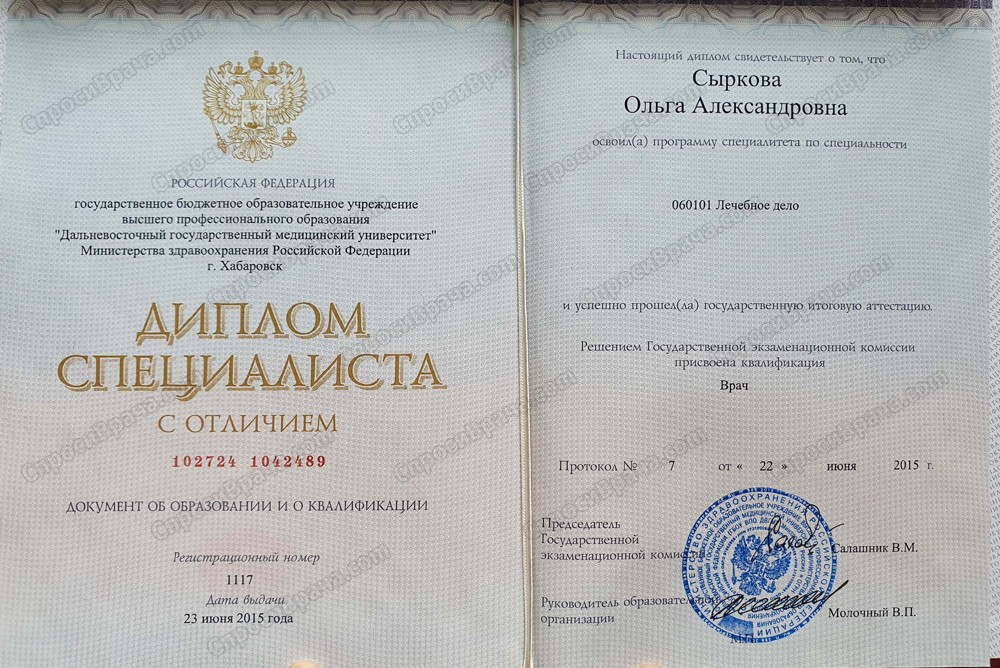 РОССИЙСКАЯ ФЕДЕРАЦИЯ
государственное бюджетное образовательное учреждение
высшего профессионального образования
"Дальневосточный государственный медицинский университет"
Министерства здравоохранения Российской Федерации
г. Хабаровск
ДИПЛОМ
СПЕЦИАЛИСТА
С ОТЛИЧИЕМ
102724 1042489
ДОКУМЕНТ ОБ ОБРАЗОВАНИИ И О КВАЛИФИКАЦИИ
Регистрационный номер
1117
Дата выдачи
23 июня 2015 года
Настоящий диплом свидетельствует о том, что
Сыркова
Ольга Александровна
освоил(а) программу специалитета по специальности
060101 Лечебное дело
и успешно прошел(ла) государственную итоговую аттестацию.
Решением Государственной экзаменационной комиссии
присвоена квалификация
Врач
Протокол № 7 от « 22 » июня 2015 г.
Председатель
Государственной
экзаменационной комиссии
Салашник В.М.
Руководитель образовательной
организации
Молочный В.П.
СпросиВрача.com